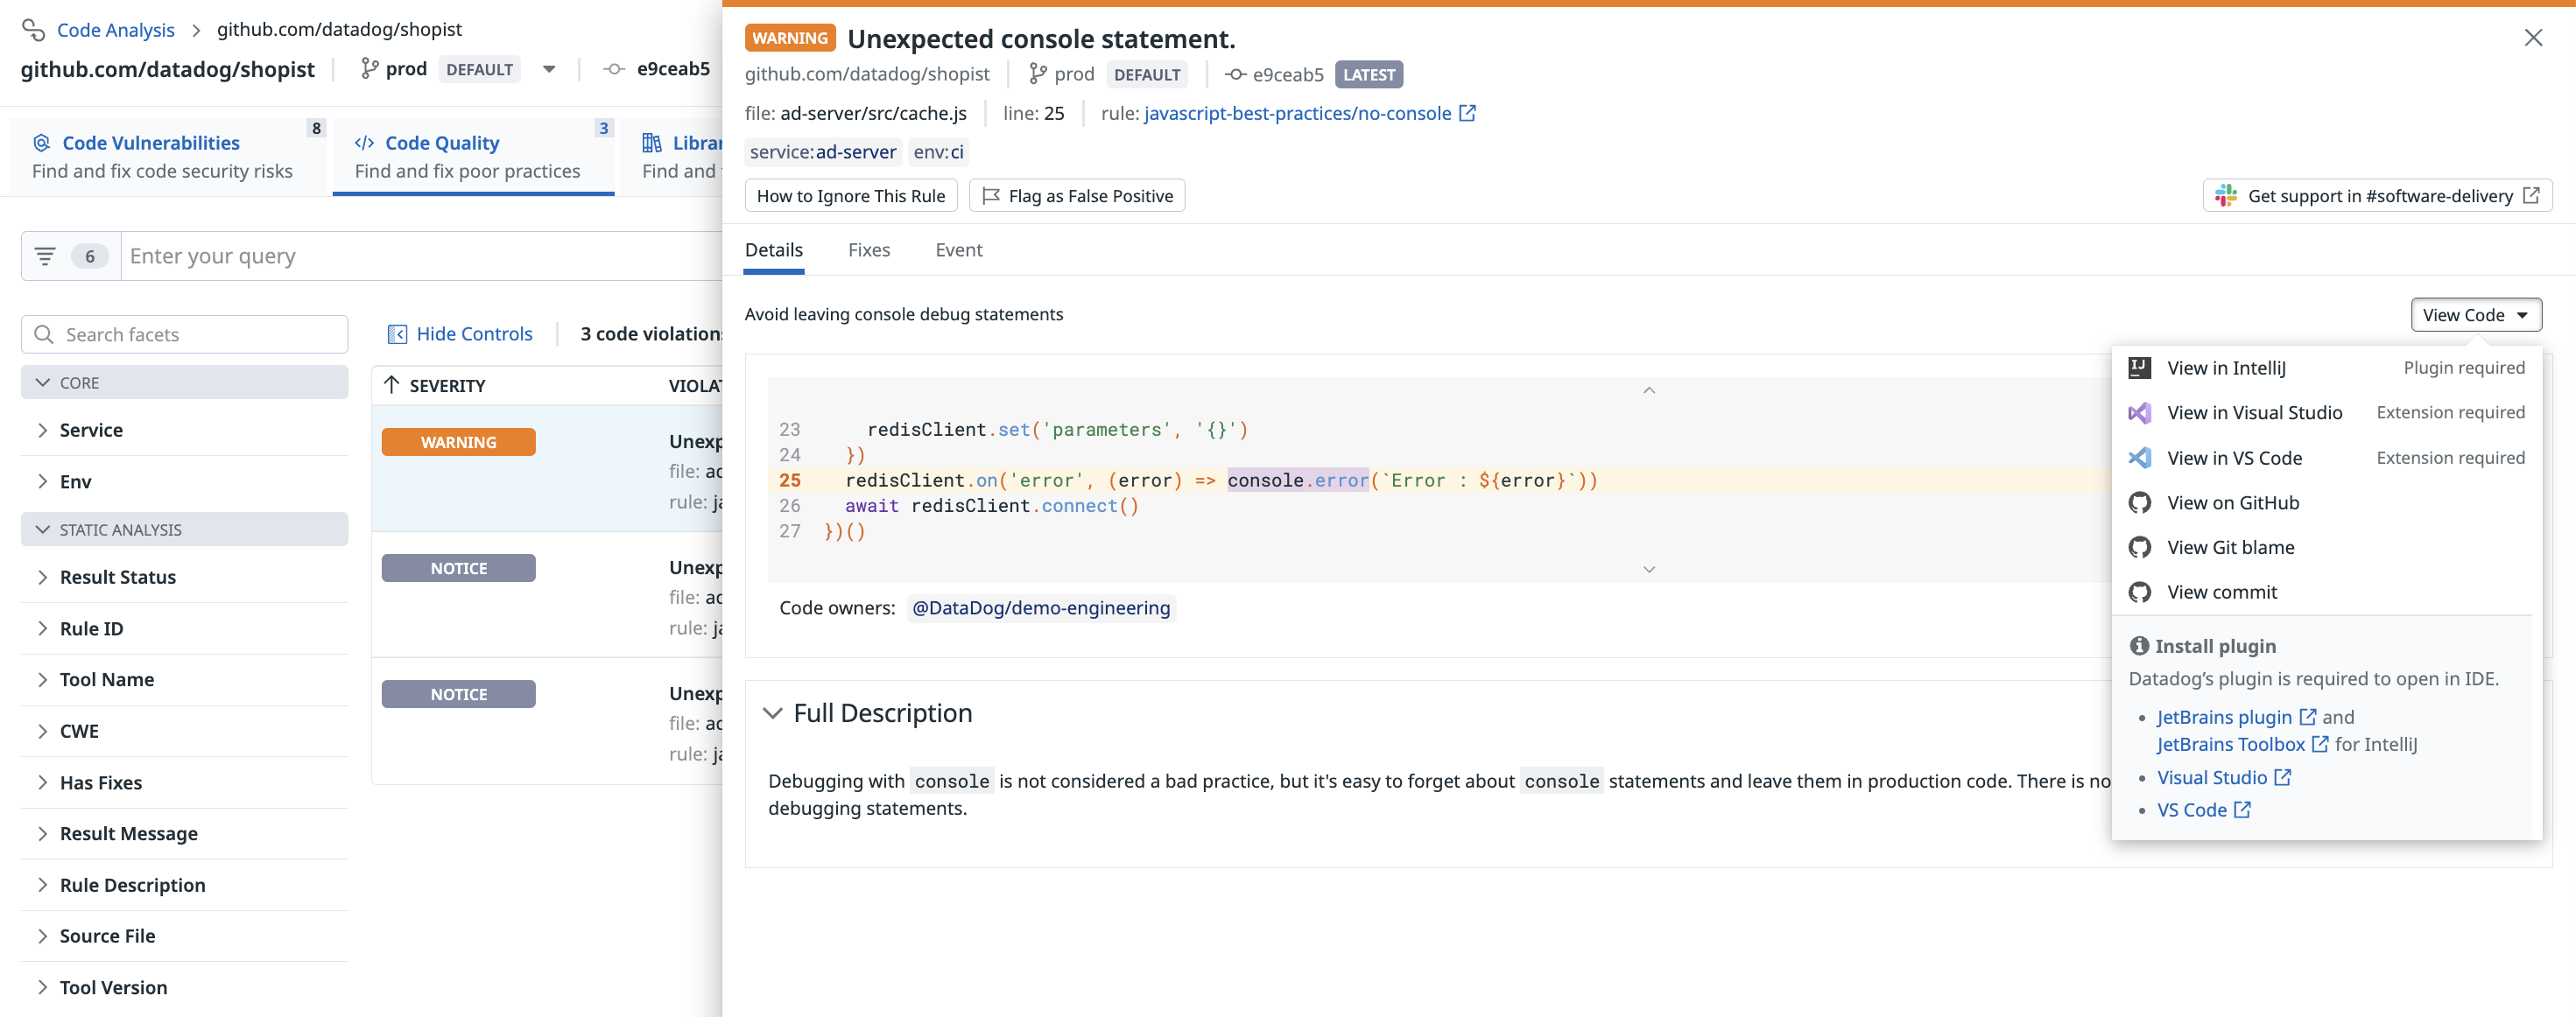 Code Analysis > github.com/datadog/shopist
github.com/datadog/shopist prod DEFAULT e9ceab5
Code Vulnerabilities 8
Find and fix code security risks
Code Quality 3
Find and fix poor practices
Librar
Find and
6 Enter your query
Search facets
CORE
Service
Env
STATIC ANALYSIS
Result Status
Rule ID
Tool Name
CWE
Has Fixes
Result Message
Rule Description
Source File
Tool Version
Hide Controls 3 code violation
SEVERITY VIOLAT
WARNING Unexp
file: ad
rule: ja
NOTICE Unexp
file: ad
rule: ja
NOTICE Unexp
file: ad
rule: ja
WARNING Unexpected console statement.
github.com/datadog/shopist prod DEFAULT e9ceab5 LATEST
file: ad-server/src/cache.js line: 25 rule: javascript-best-practices/no-console
service:ad-server env:ci
How to Ignore This Rule Flag as False Positive Get support in #software-delivery
Details Fixes Event
Avoid leaving console debug statements
View Code
23 redisClient.set('parameters', '{}')
24 })
25 redisClient.on('error', (error) => console.error(`Error : ${error}`))
26 await redisClient.connect()
27 })()
Code owners: @DataDog/demo-engineering
Full Description
Debugging with console is not considered a bad practice, but it's easy to forget about console statements and leave them in production code. There is no
debugging statements.
View in IntelliJ Plugin required
View in Visual Studio Extension required
View in VS Code Extension required
View on GitHub
View Git blame
View commit
Install plugin
Datadog's plugin is required to open in IDE.
• JetBrains plugin and
JetBrains Toolbox for IntelliJ
• Visual Studio
• VS Code